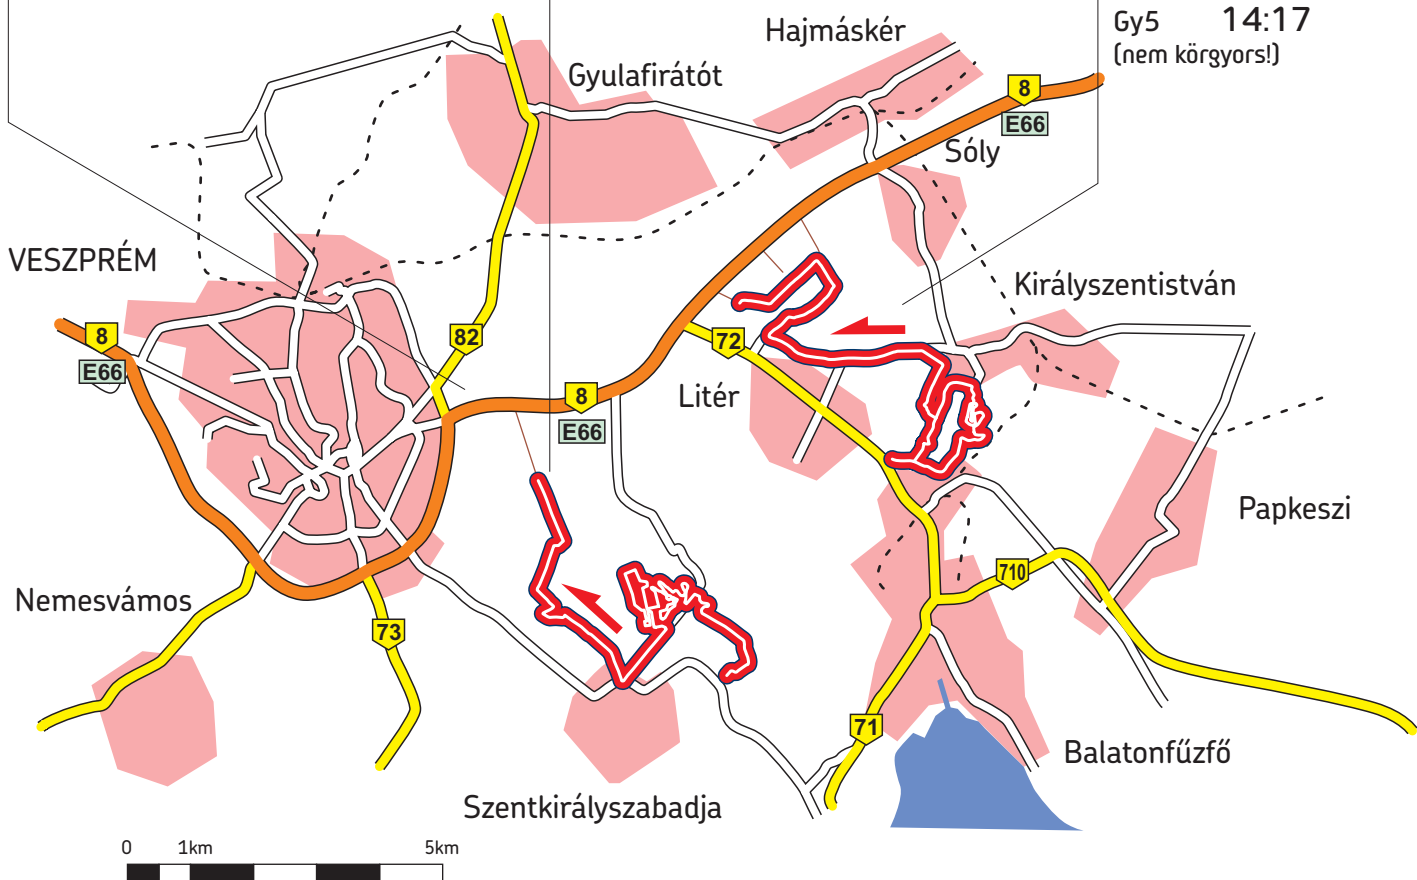 Gy5 14:17
(nem körgyors!)
Hajmáskér
Gyulafirátót
8
E66
Sóly
VESZPRÉM
Királyszentistván
8
E66
82
72
Litér
8
E66
Papkeszi
710
Nemesvámos
73
71
Balatonfűzfő
Szentkirályszabadja
0 1km 5km